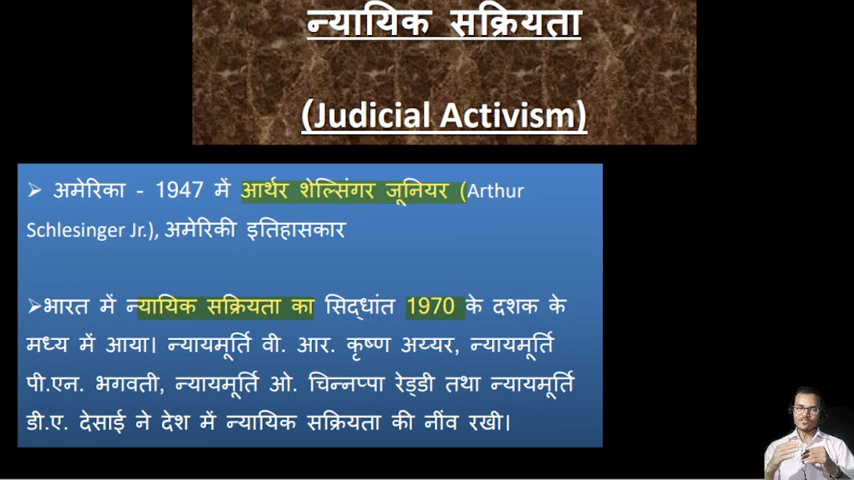 न्यायिक सक्रियता
(Judicial Activism)
➢ अमेरिका - 1947 में आर्थर शेल्सिंगर जूनियर (Arthur
Schlesinger Jr.), अमेरिकी इतिहासकार
➢भारत में न्यायिक सक्रियता का सिद्धांत 1970 के दशक के
मध्य में आया। न्यायमूर्ति वी. आर. कृष्ण अय्यर, न्यायमूर्ति
पी.एन. भगवती, न्यायमूर्ति ओ. चिन्नप्पा रेड्डी तथा न्यायमूर्ति
डी.ए. देसाई ने देश में न्यायिक सक्रियता की नींव रखी।